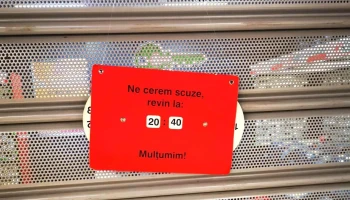 Ne cerem scuze,
revin la:
20 40
Mulțumim!